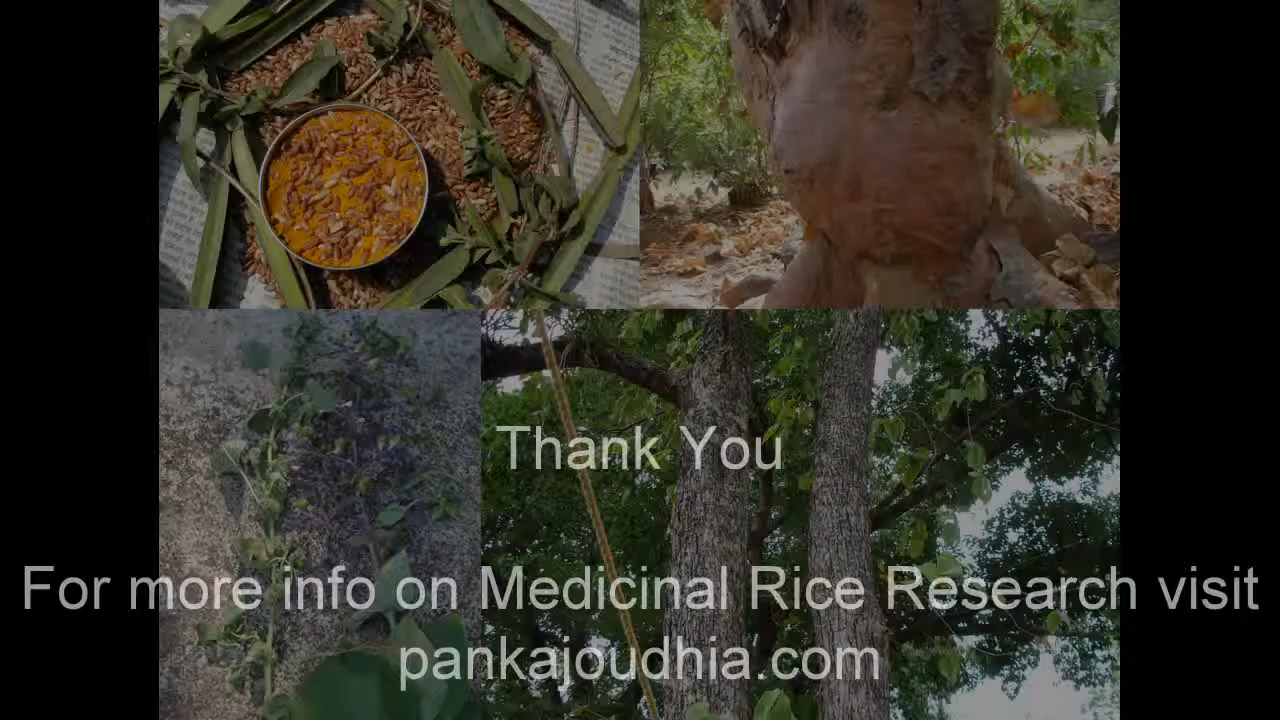 Thank You
For more info on Medicinal Rice Research visit
pankajoudhia.com